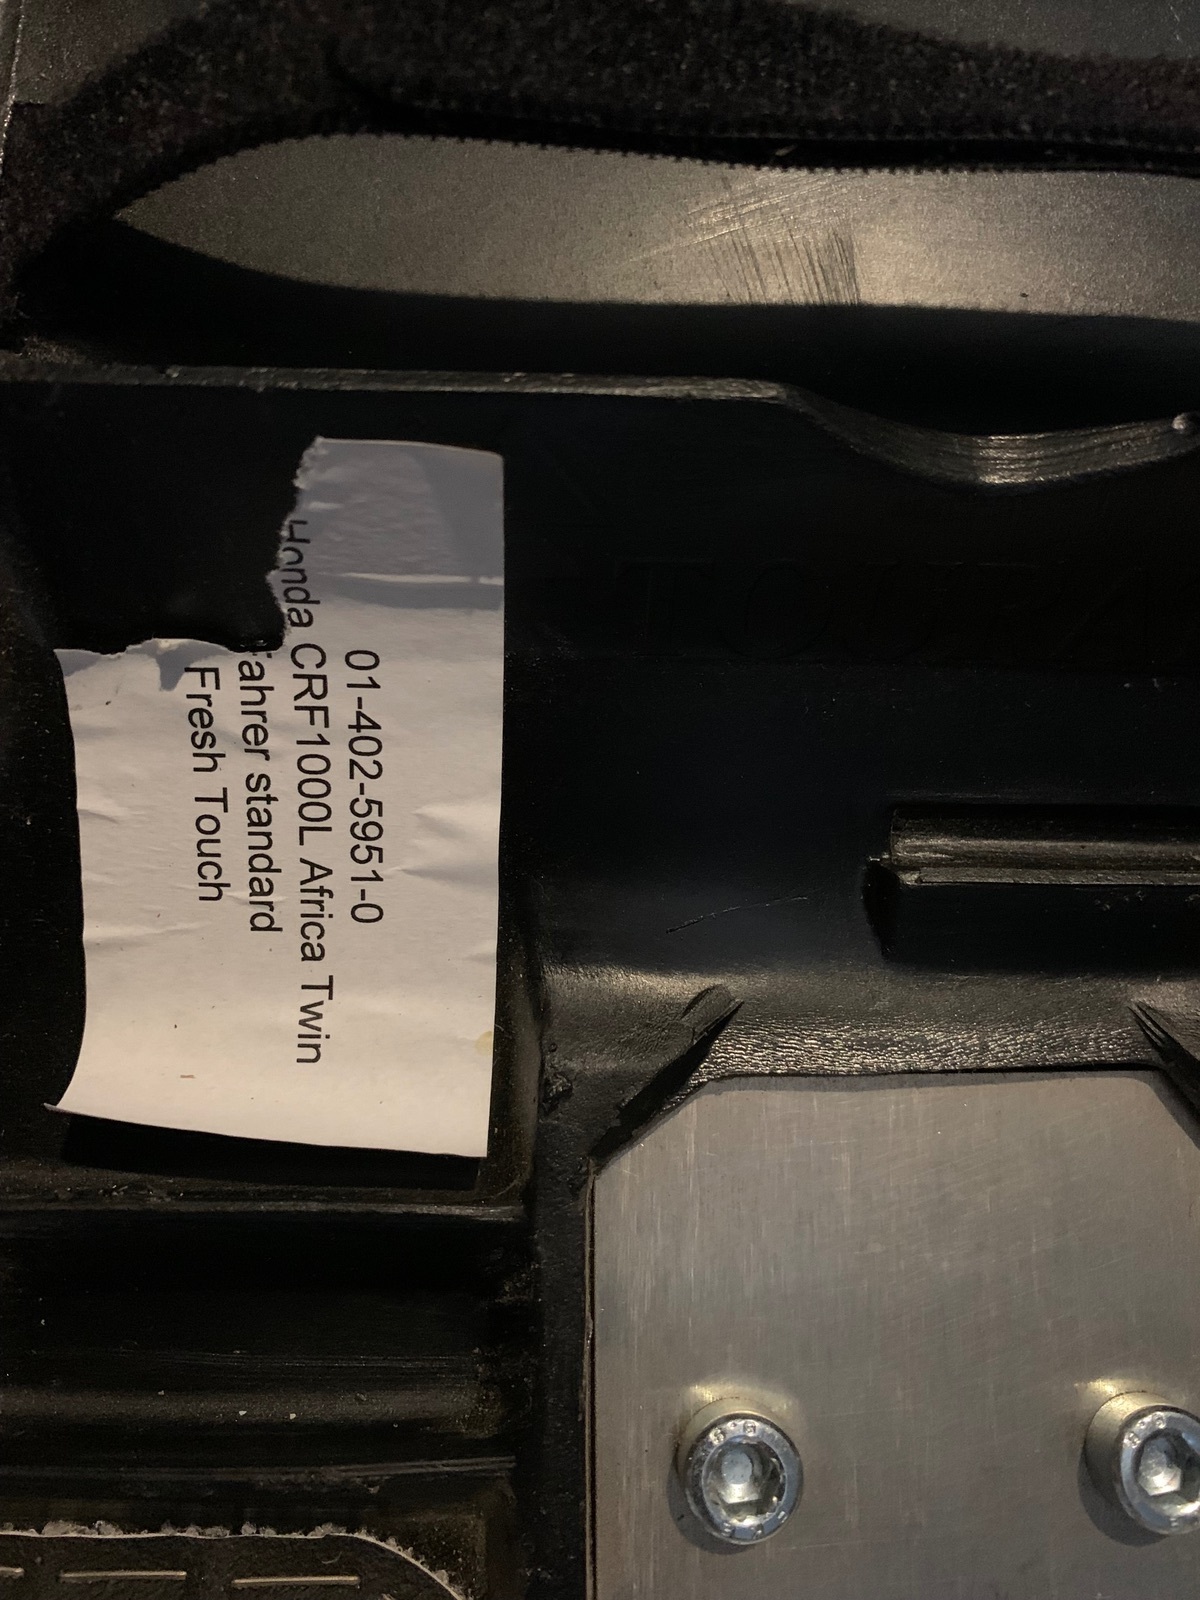 01-402-5951-0
Honda CRF1000L Africa Twin
Fahrer standard
Fresh Touch